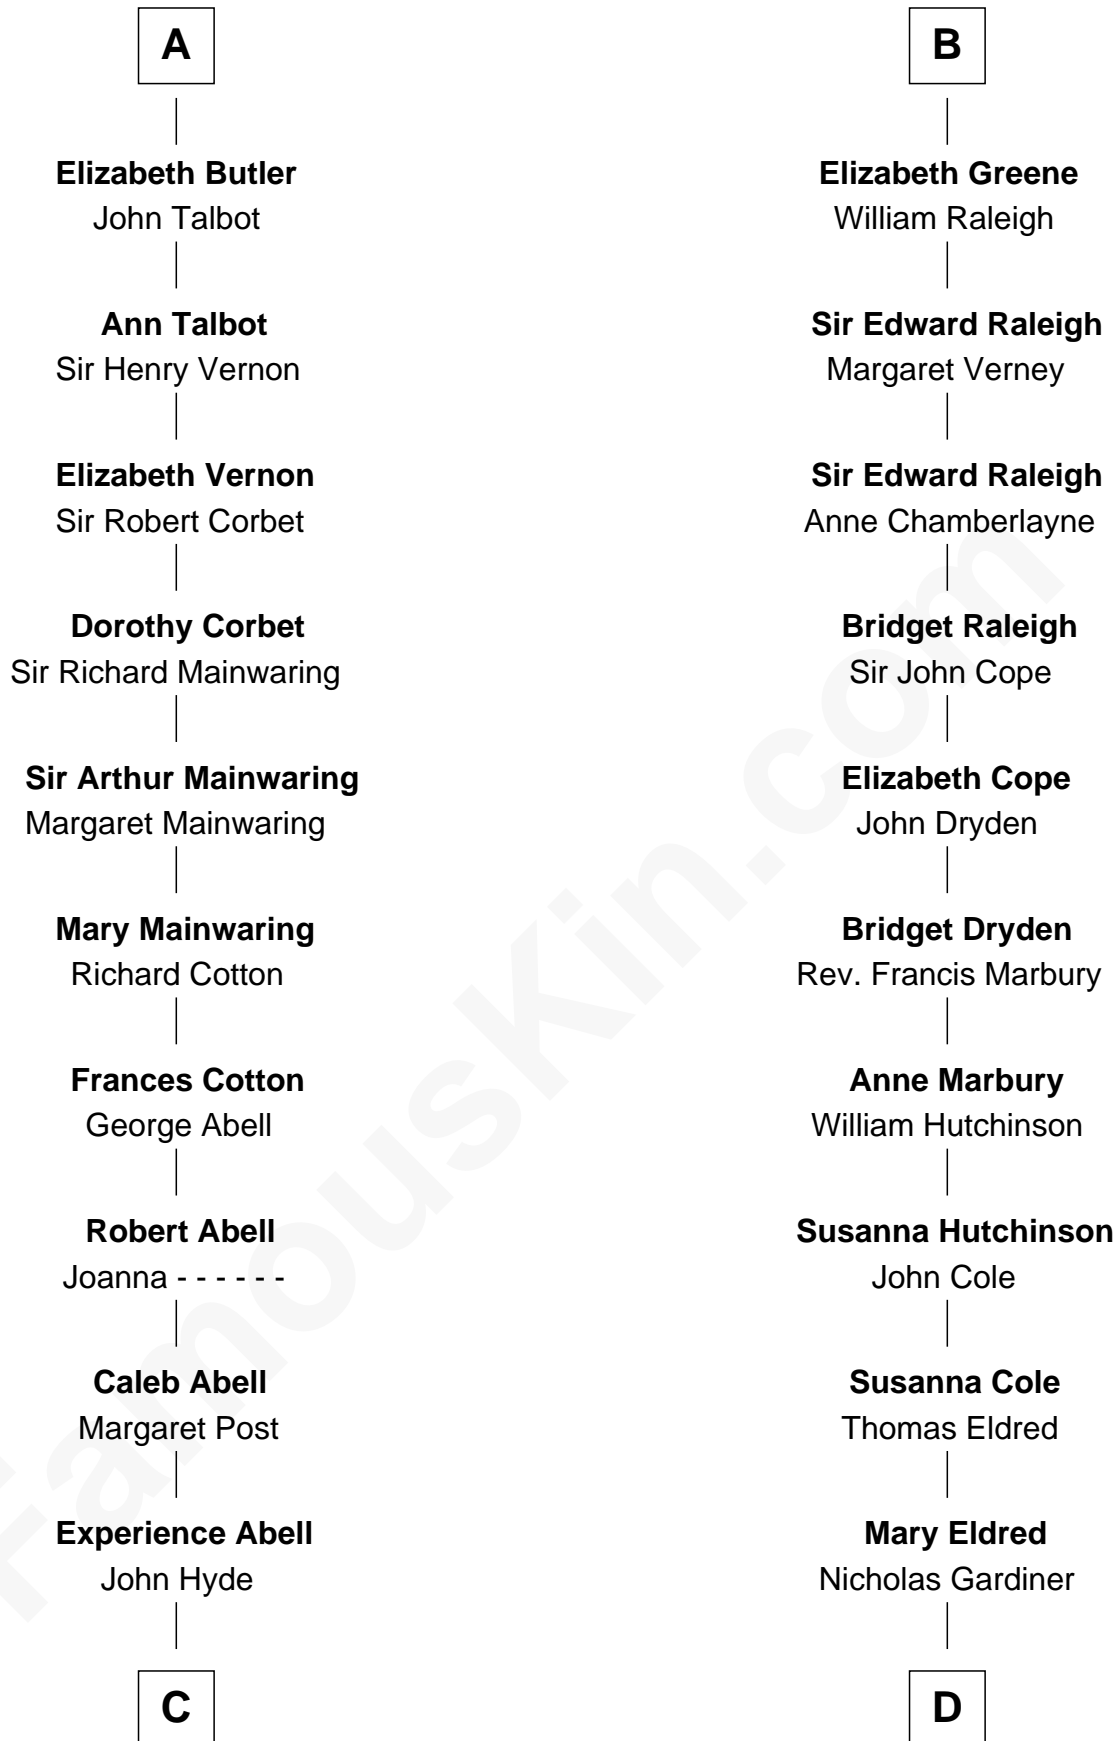 A
Elizabeth Butler
John Talbot
Ann Talbot
Sir Henry Vernon
Elizabeth Vernon
Sir Robert Corbet
Dorothy Corbet
Sir Richard Mainwaring
Sir Arthur Mainwaring
Margaret Mainwaring
Mary Mainwaring
Richard Cotton
Frances Cotton
George Abell
Robert Abell
Joanna - - - - - -
Caleb Abell
Margaret Post
Experience Abell
John Hyde
C
B
Elizabeth Greene
William Raleigh
Sir Edward Raleigh
Margaret Verney
Sir Edward Raleigh
Anne Chamberlayne
Bridget Raleigh
Sir John Cope
Elizabeth Cope
John Dryden
Bridget Dryden
Rev. Francis Marbury
Anne Marbury
William Hutchinson
Susanna Hutchinson
John Cole
Susanna Cole
Thomas Eldred
Mary Eldred
Nicholas Gardiner
D
FamousKin.com